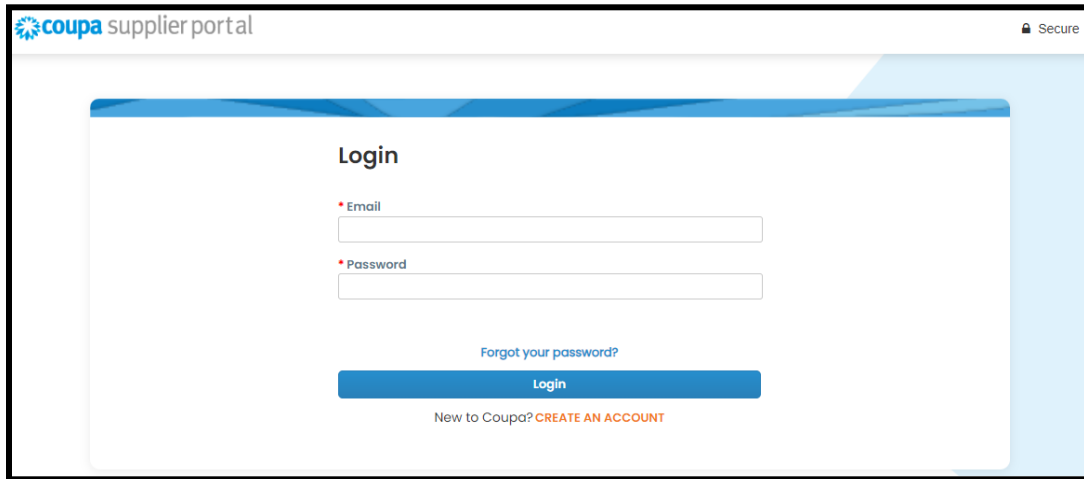 coupa supplier portal
Secure
Login
* Email
* Password
Forgot your password?
Login
New to Coupa? CREATE AN ACCOUNT